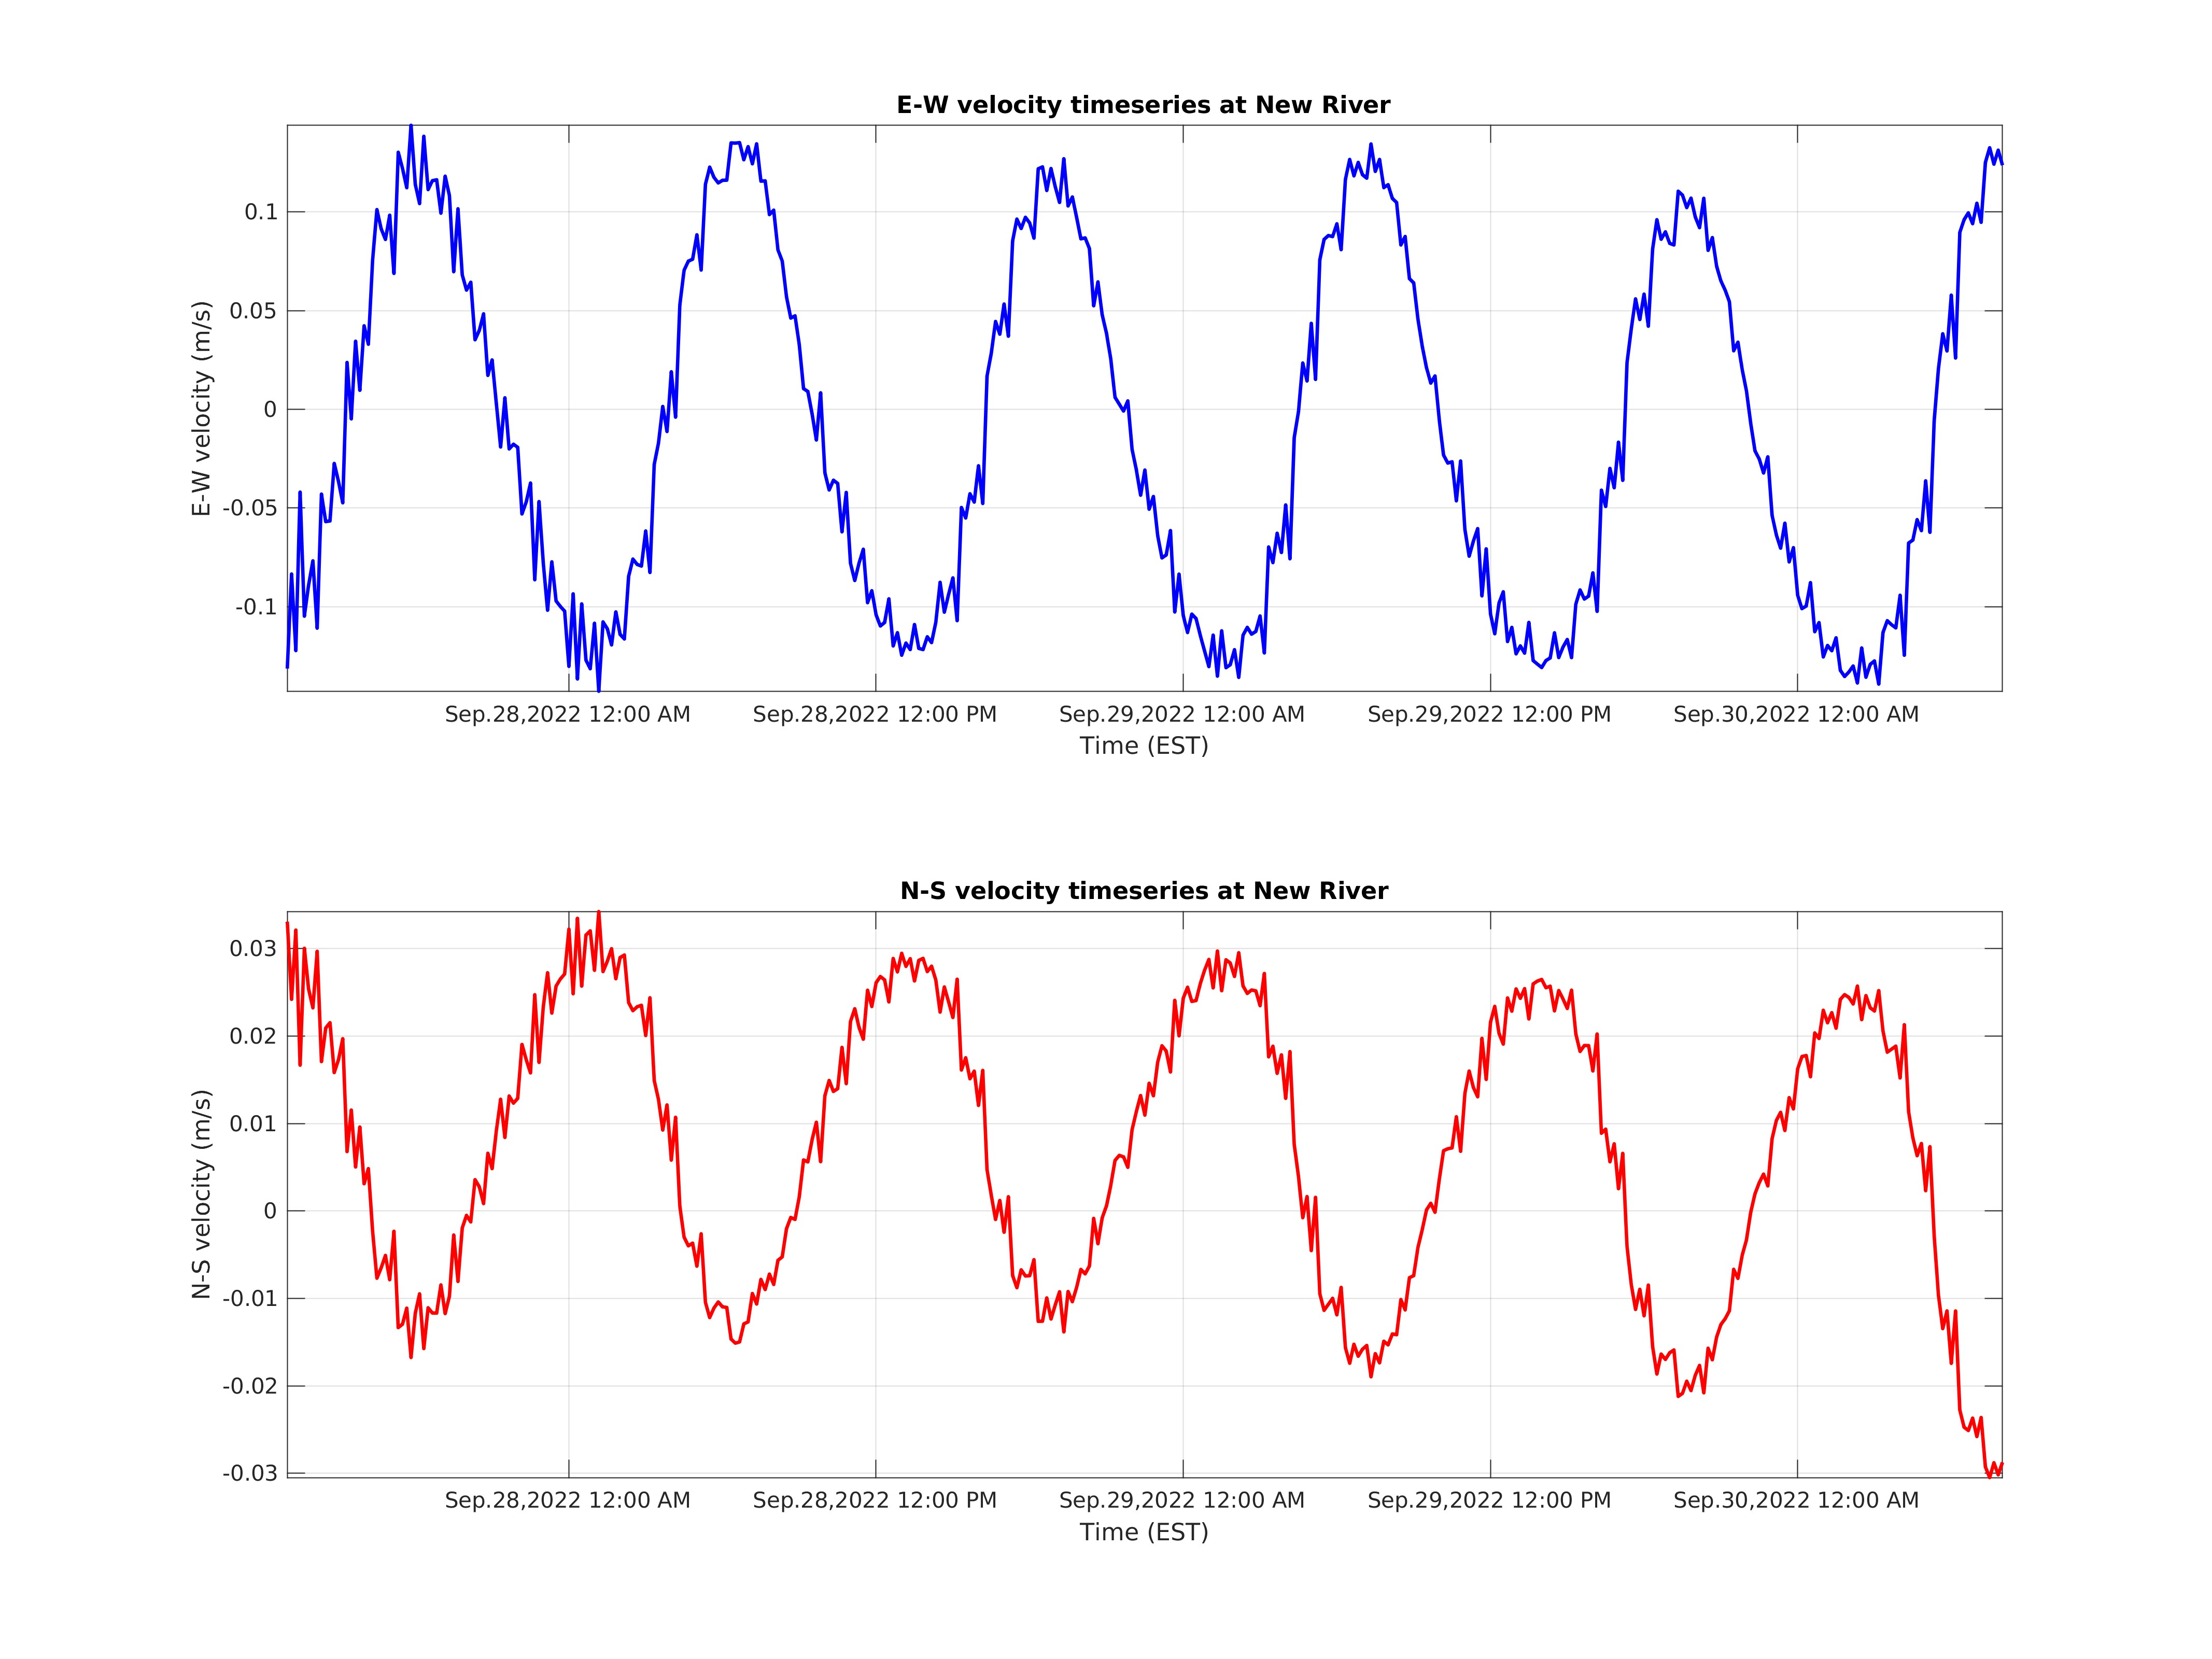 E-W velocity timeseries at New River
E-W velocity (m/s)
0.1
0.05
0
-0.05
-0.1
Sep.28,2022 12:00 AM
Sep.28,2022 12:00 PM
Sep.29,2022 12:00 AM
Sep.29,2022 12:00 PM
Sep.30,2022 12:00 AM
Time (EST)
N-S velocity timeseries at New River
N-S velocity (m/s)
0.03
0.02
0.01
0
-0.01
-0.02
-0.03
Sep.28,2022 12:00 AM
Sep.28,2022 12:00 PM
Sep.29,2022 12:00 AM
Sep.29,2022 12:00 PM
Sep.30,2022 12:00 AM
Time (EST)